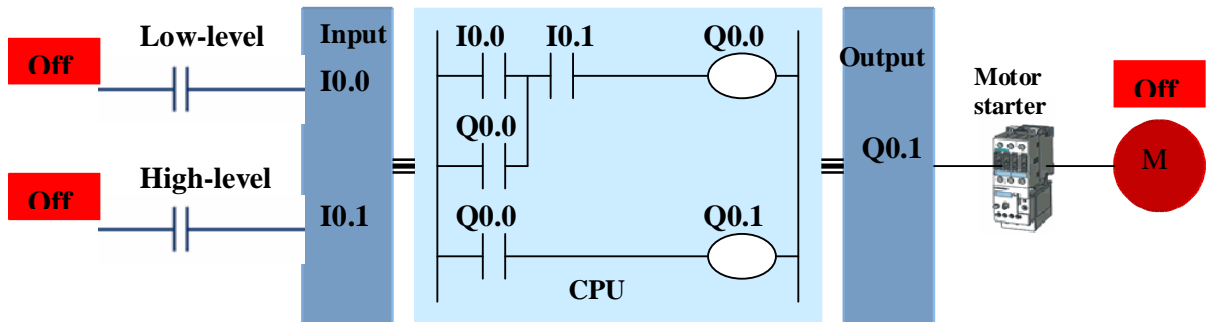 Off
Low-level
Input
I0.0
I0.0 I0.1 Q0.0
Q0.0
Output
Motor
starter
Off
Off
High-level
I0.1
Q0.0 Q0.1
CPU
Q0.1
M